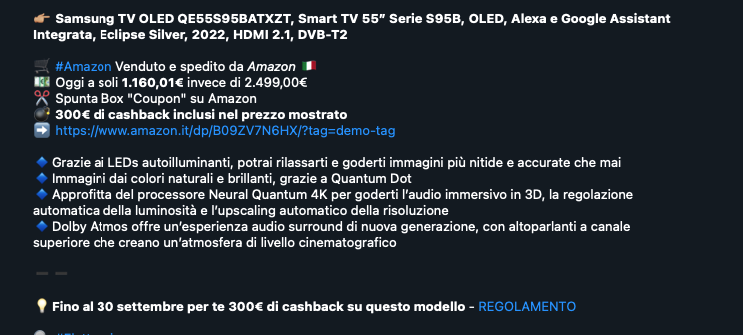 👉🏼 Samsung TV OLED QE55S95BATXZT, Smart TV 55” Serie S95B, OLED, Alexa e Google Assistant
Integrata, Eclipse Silver, 2022, HDMI 2.1, DVB-T2
🛒 #Amazon Venduto e spedito da Amazon 🇮🇹
💶 Oggi a soli 1.160,01€ invece di 2.499,00€
✂️ Spunta Box "Coupon" su Amazon
💣 300€ di cashback inclusi nel prezzo mostrato
➡️ https://www.amazon.it/dp/B09ZV7N6HX/?tag=demo-tag
🔹 Grazie ai LEDs autoilluminanti, potrai rilassarti e goderti immagini più nitide e accurate che mai
🔹 Immagini dai colori naturali e brillanti, grazie a Quantum Dot
🔹 Approfitta del processore Neural Quantum 4K per goderti l’audio immersivo in 3D, la regolazione
automatica della luminosità e l’upscaling automatico della risoluzione
🔹 Dolby Atmos offre un’esperienza audio surround di nuova generazione, con altoparlanti a canale
superiore che creano un’atmosfera di livello cinematografico
➖➖
💡 Fino al 30 settembre per te 300€ di cashback su questo modello - REGOLAMENTO